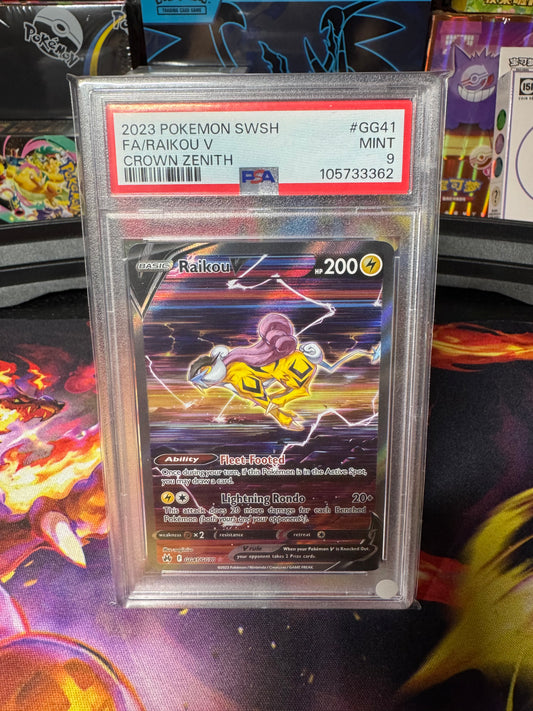 Pokémon
TRADING CARD GAME
2023 POKEMON SWSH #GG41
FA/RAIKOU V MINT
CROWN ZENITH 9
PSA 105733362
BASIC Raikou V HP 200
Ability Fleet-Footed
Once during your turn, if this Pokémon is in the Active Spot,
you may draw a card.
Lightning Rondo 20+
This attack does 20 more damage for each Benched
Pokémon (both yours and your opponent's).
weakness ×2 resistance retreat
V rule When your Pokémon V is Knocked Out,
your opponent takes 2 Prize cards.
©2023 Pokémon / Nintendo / Creatures / GAME FREAK